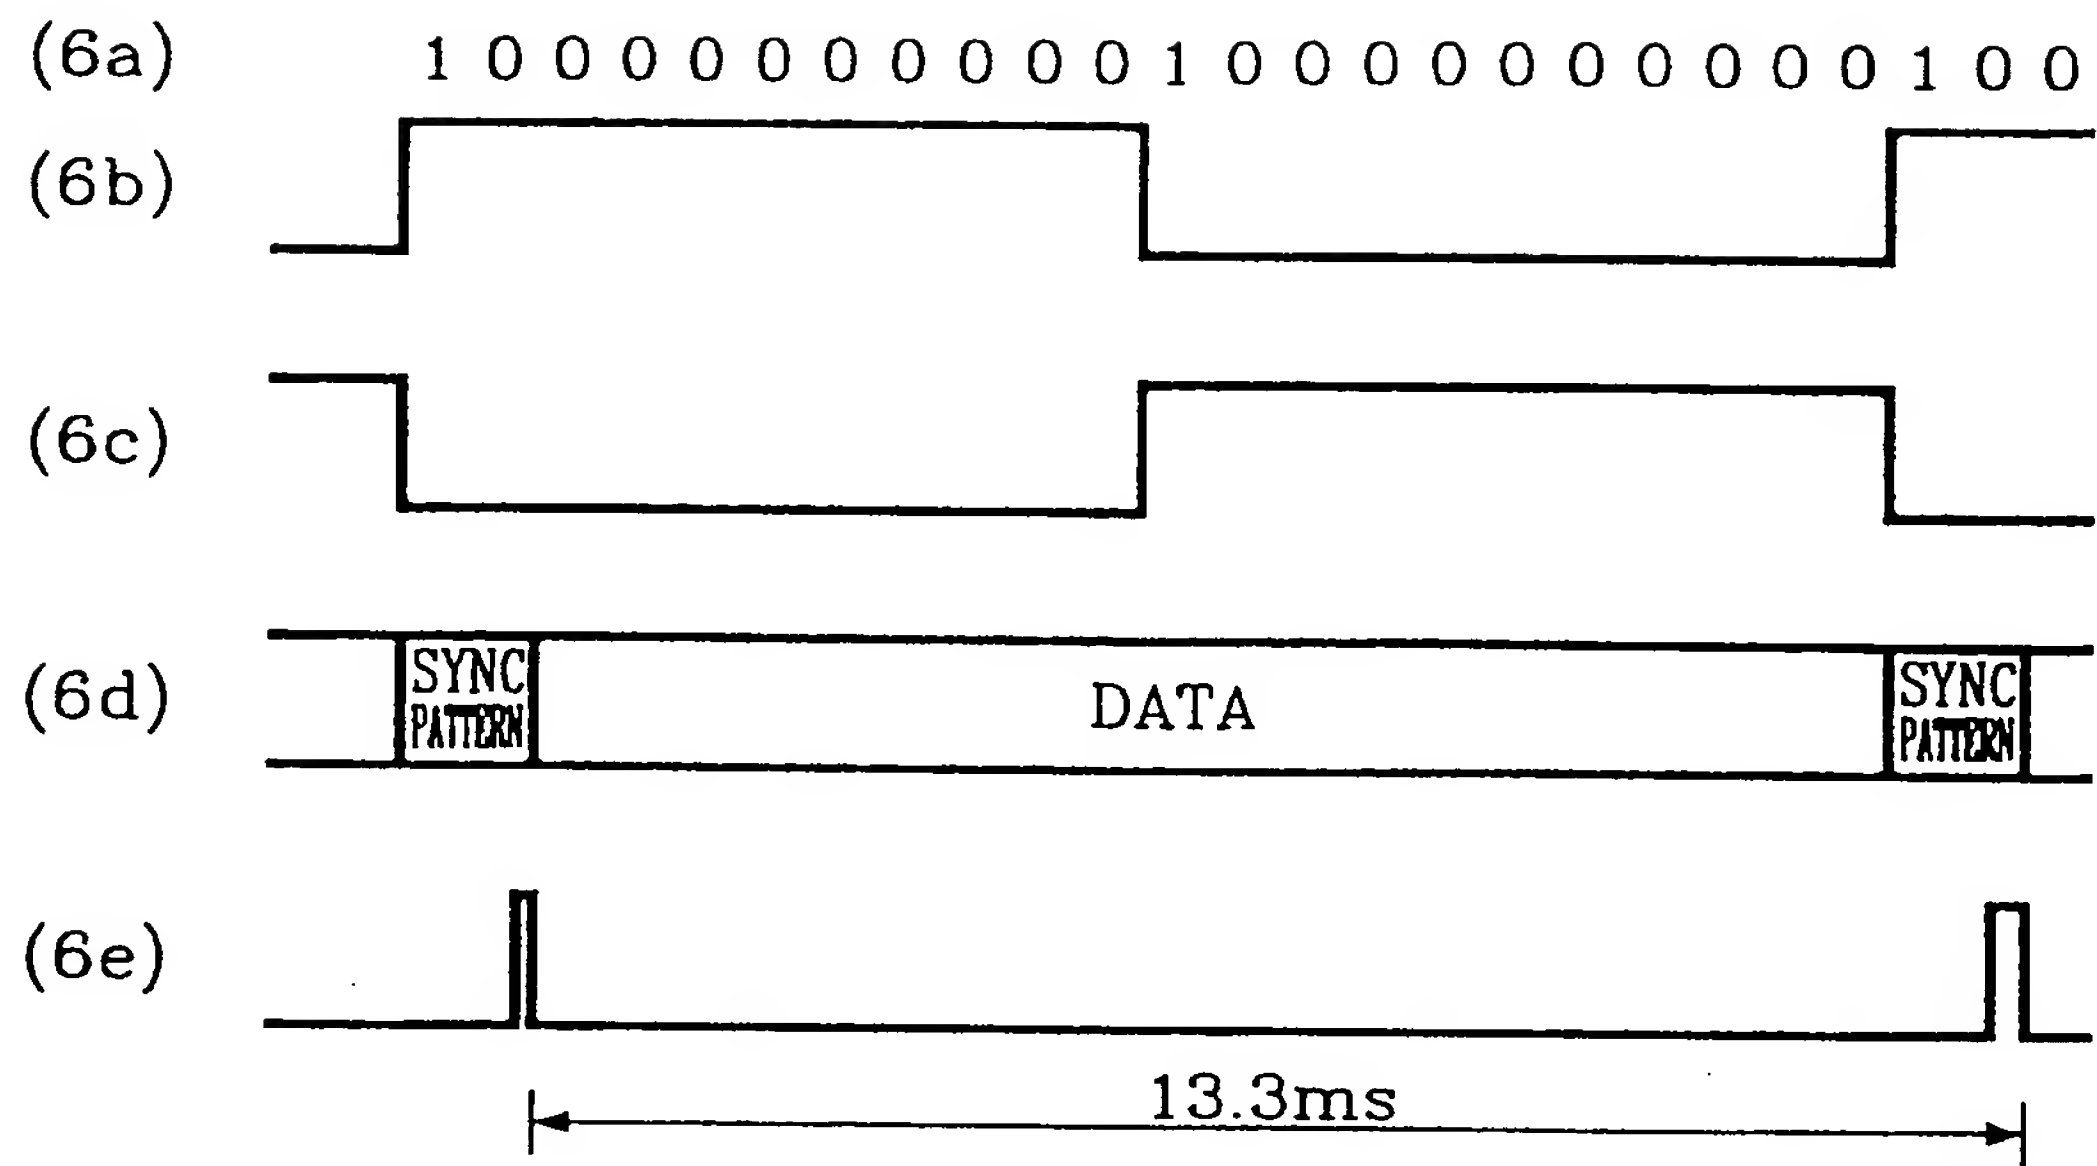 (6a) 1 0 0 0 0 0 0 0 0 0 0 1 0 0 0 0 0 0 0 0 0 0 1 0 0
(6b)
(6c)
(6d) SYNC PATTERN DATA SYNC PATTERN
(6e)
13.3ms